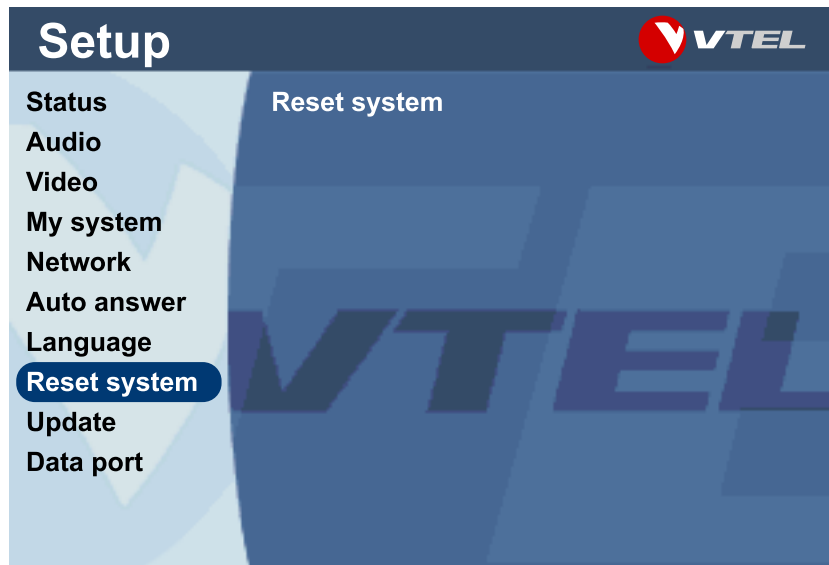 Setup
VTEL
Status
Audio
Video
My system
Network
Auto answer
Language
Reset system
Update
Data port
Reset system
VTEL